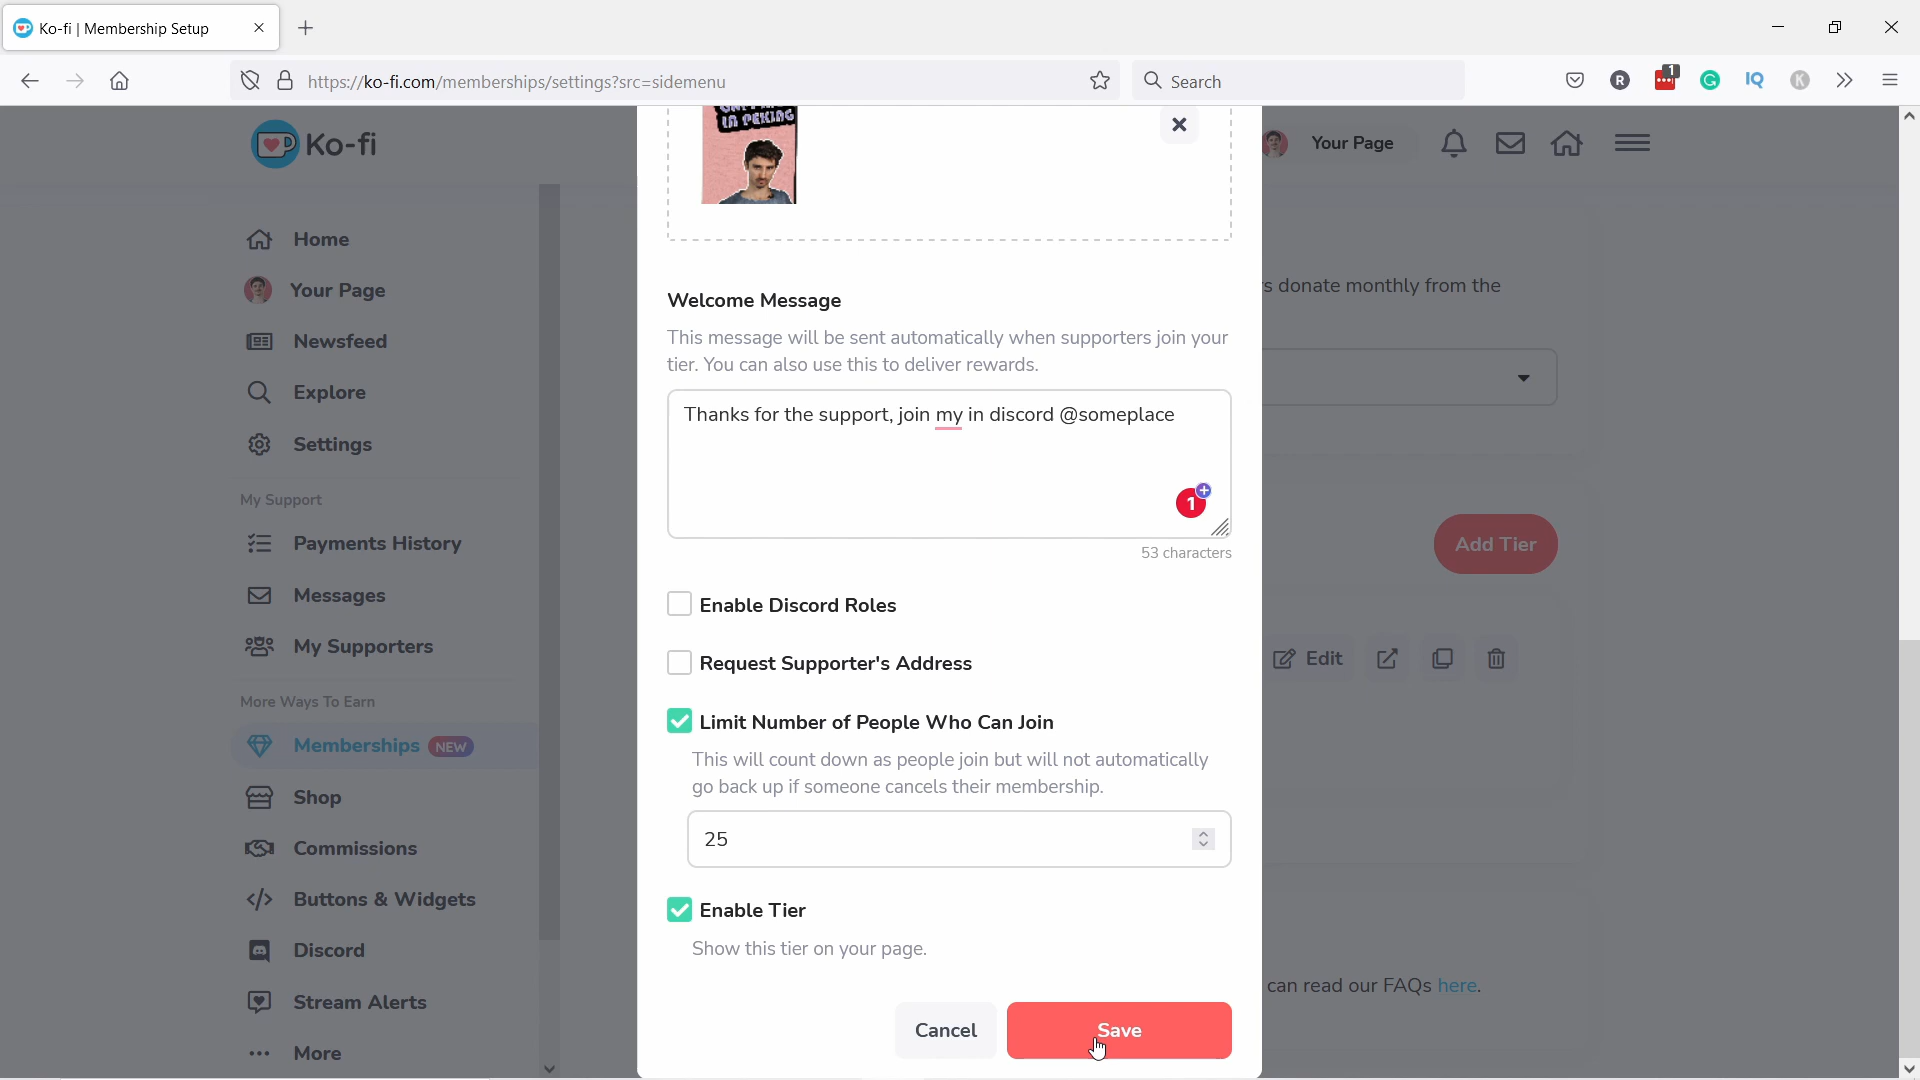 Ko-fi | Membership Setup
https://ko-fi.com/memberships/settings?src=sidemenu
Search
R
1
IQ
K
Ko-fi
Your Page
IN PEKING
Home
Your Page
Newsfeed
Explore
Settings
My Support
Payments History
Messages
My Supporters
More Ways To Earn
Memberships NEW
Shop
Commissions
Buttons & Widgets
Discord
Stream Alerts
More
Welcome Message
This message will be sent automatically when supporters join your
tier. You can also use this to deliver rewards.
Thanks for the support, join my in discord @someplace
1
53 characters
Enable Discord Roles
Request Supporter's Address
Limit Number of People Who Can Join
This will count down as people join but will not automatically
go back up if someone cancels their membership.
25
Enable Tier
Show this tier on your page.
Cancel
Save
rs donate monthly from the
Add Tier
Edit
can read our FAQs here.